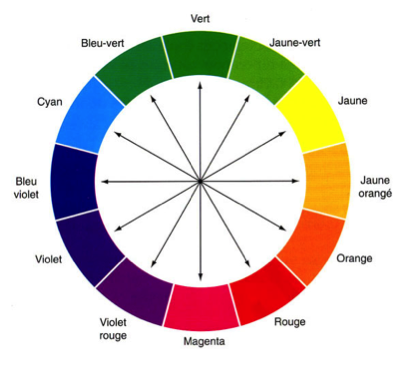 Vert
Bleu-vert
Jaune-vert
Cyan
Jaune
Bleu
violet
Jaune
orangé
Violet
Orange
Violet
rouge
Rouge
Magenta